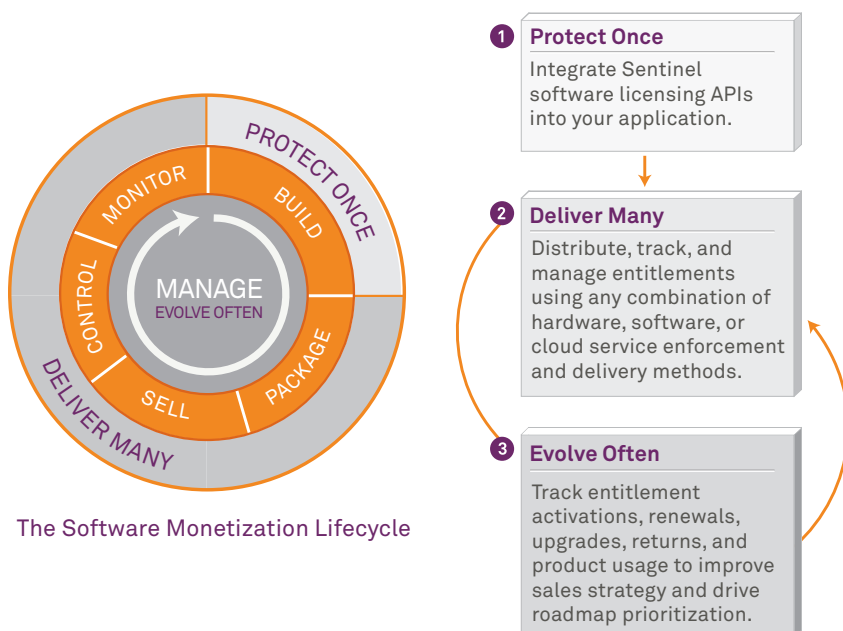 PROTECT ONCE
MONITOR
BUILD
CONTROL
MANAGE
EVOLVE OFTEN
PACKAGE
SELL
DELIVER MANY
The Software Monetization Lifecycle
1
Protect Once
Integrate Sentinel
software licensing APIs
into your application.
2
Deliver Many
Distribute, track, and
manage entitlements
using any combination of
hardware, software, or
cloud service enforcement
and delivery methods.
3
Evolve Often
Track entitlement
activations, renewals,
upgrades, returns, and
product usage to improve
sales strategy and drive
roadmap prioritization.